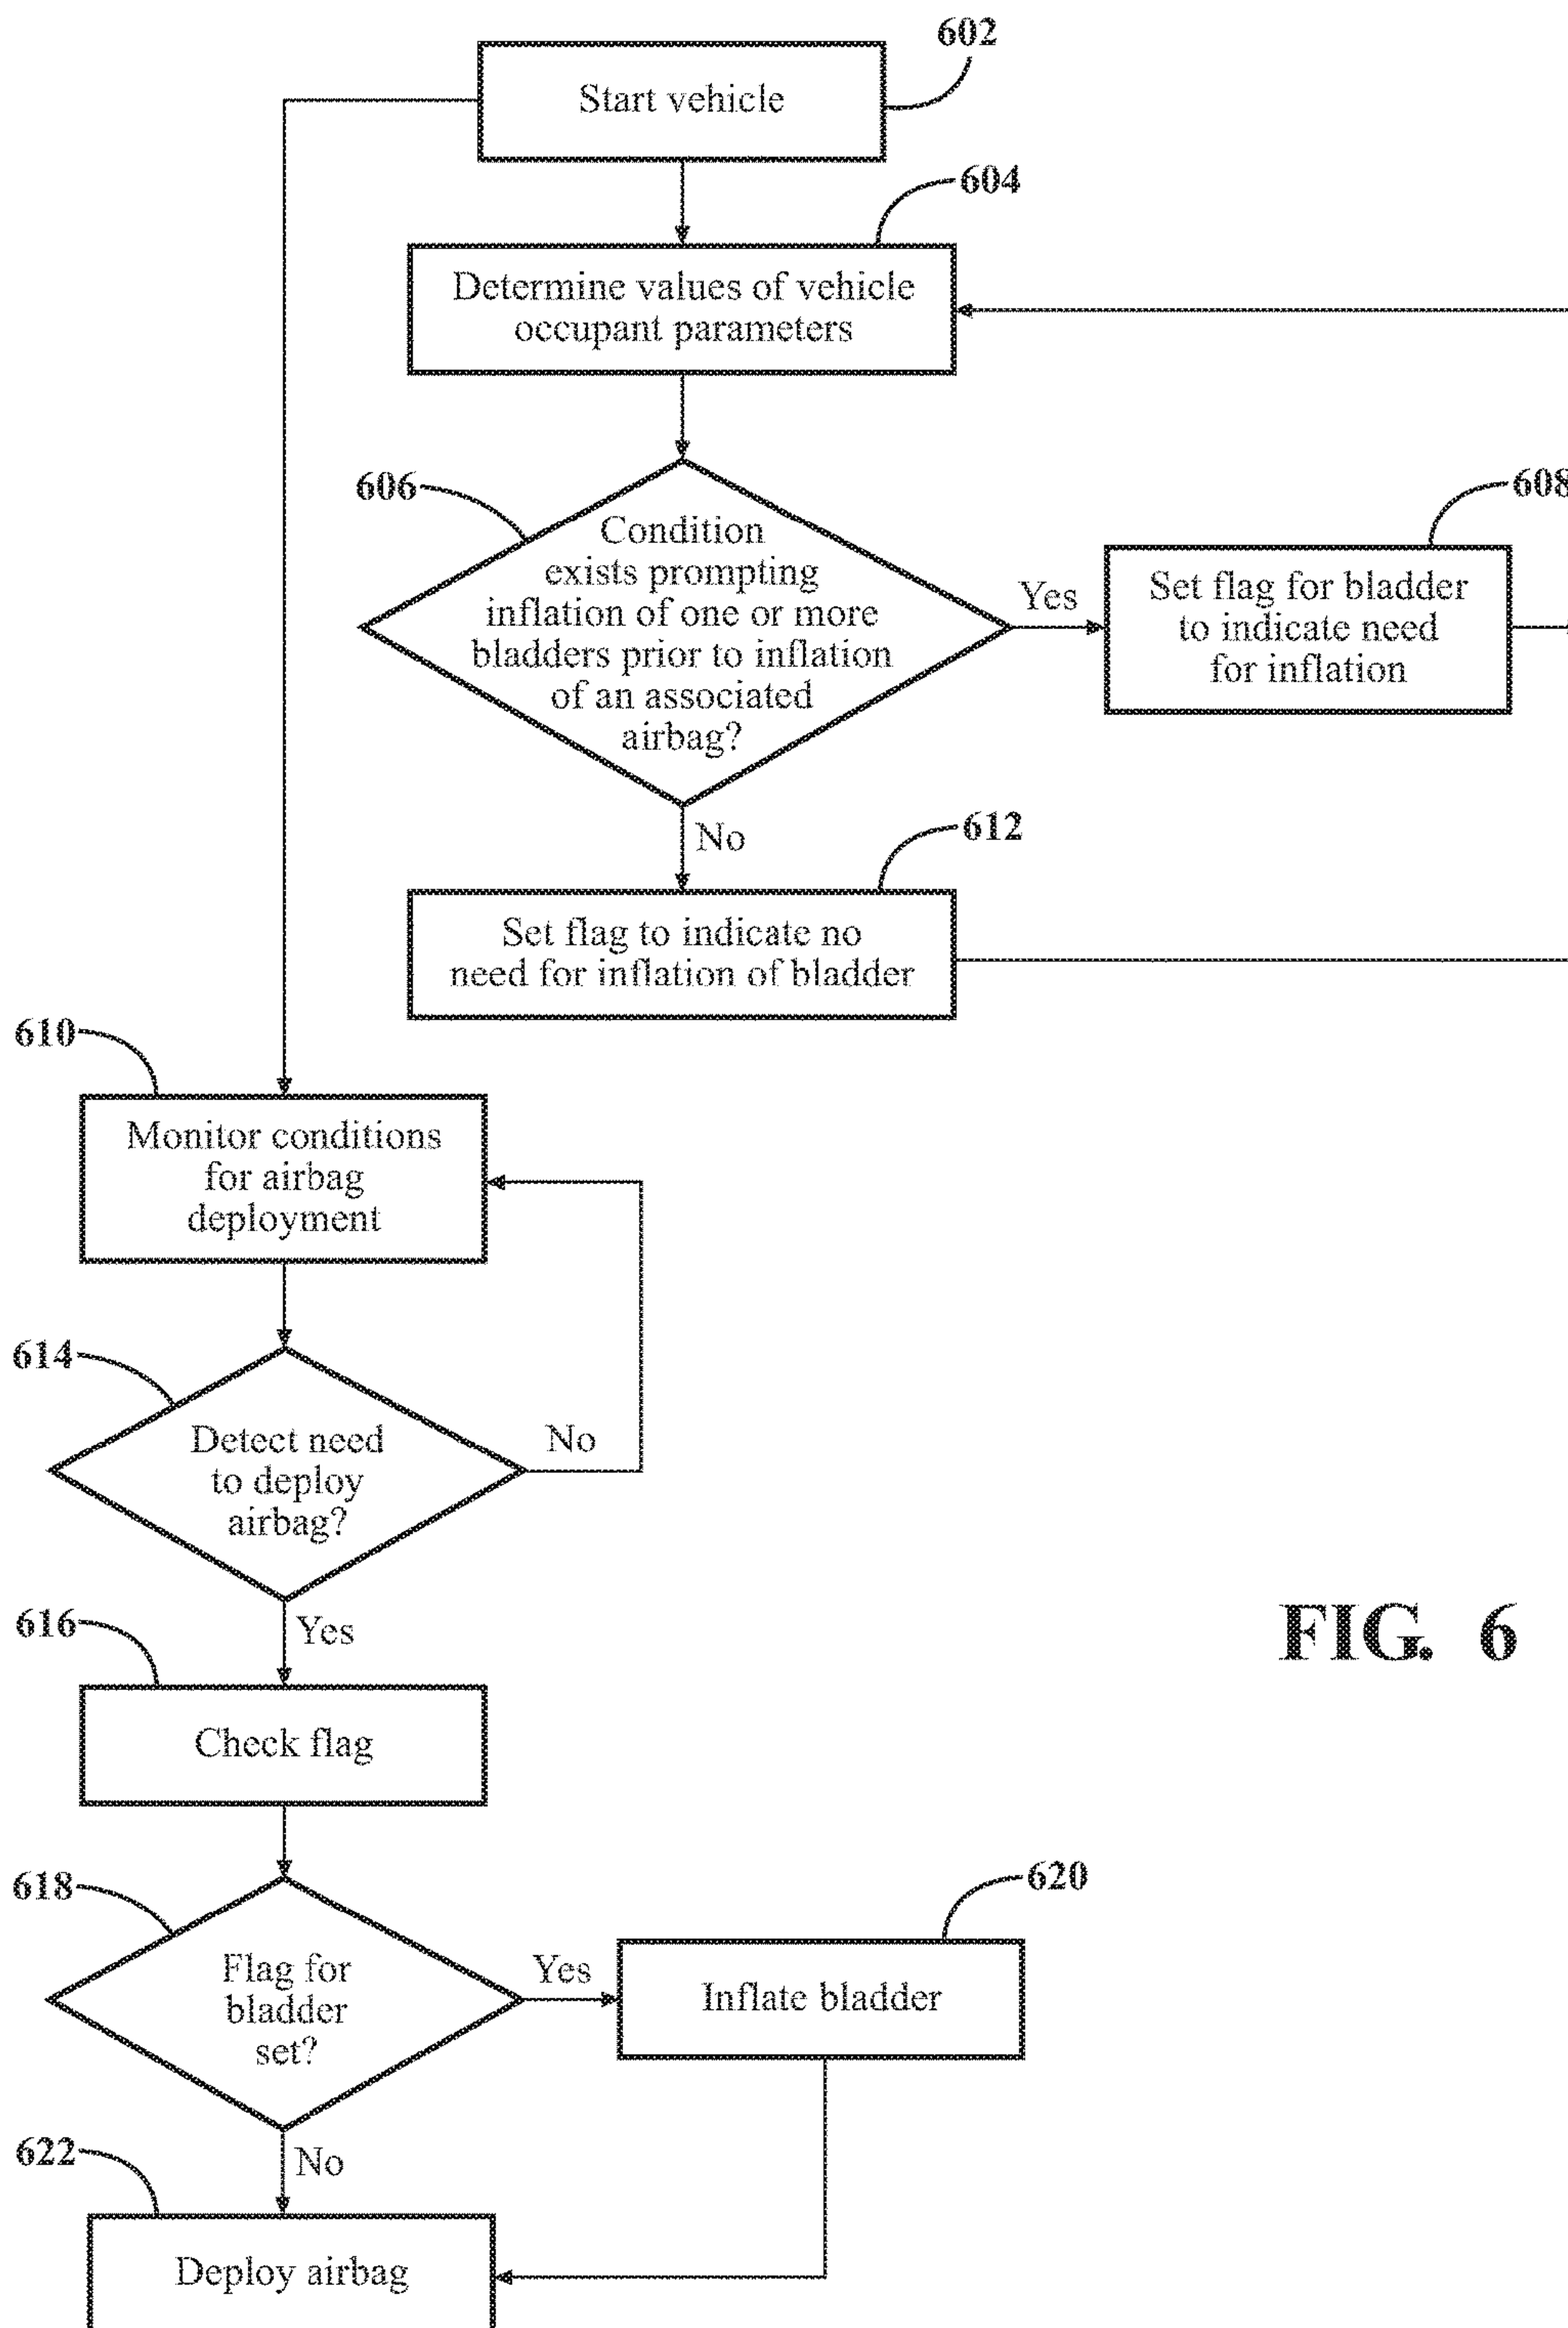 602
Start vehicle
604
Determine values of vehicle
occupant parameters
606
Condition
exists prompting
inflation of one or more
bladders prior to inflation
of an associated
airbag?
Yes
608
Set flag for bladder
to indicate need
for inflation
No
612
Set flag to indicate no
need for inflation of bladder
610
Monitor conditions
for airbag
deployment
614
Detect need
to deploy
airbag?
No
Yes
616
Check flag
FIG. 6
618
Flag for
bladder
set?
Yes
620
Inflate bladder
No
622
Deploy airbag